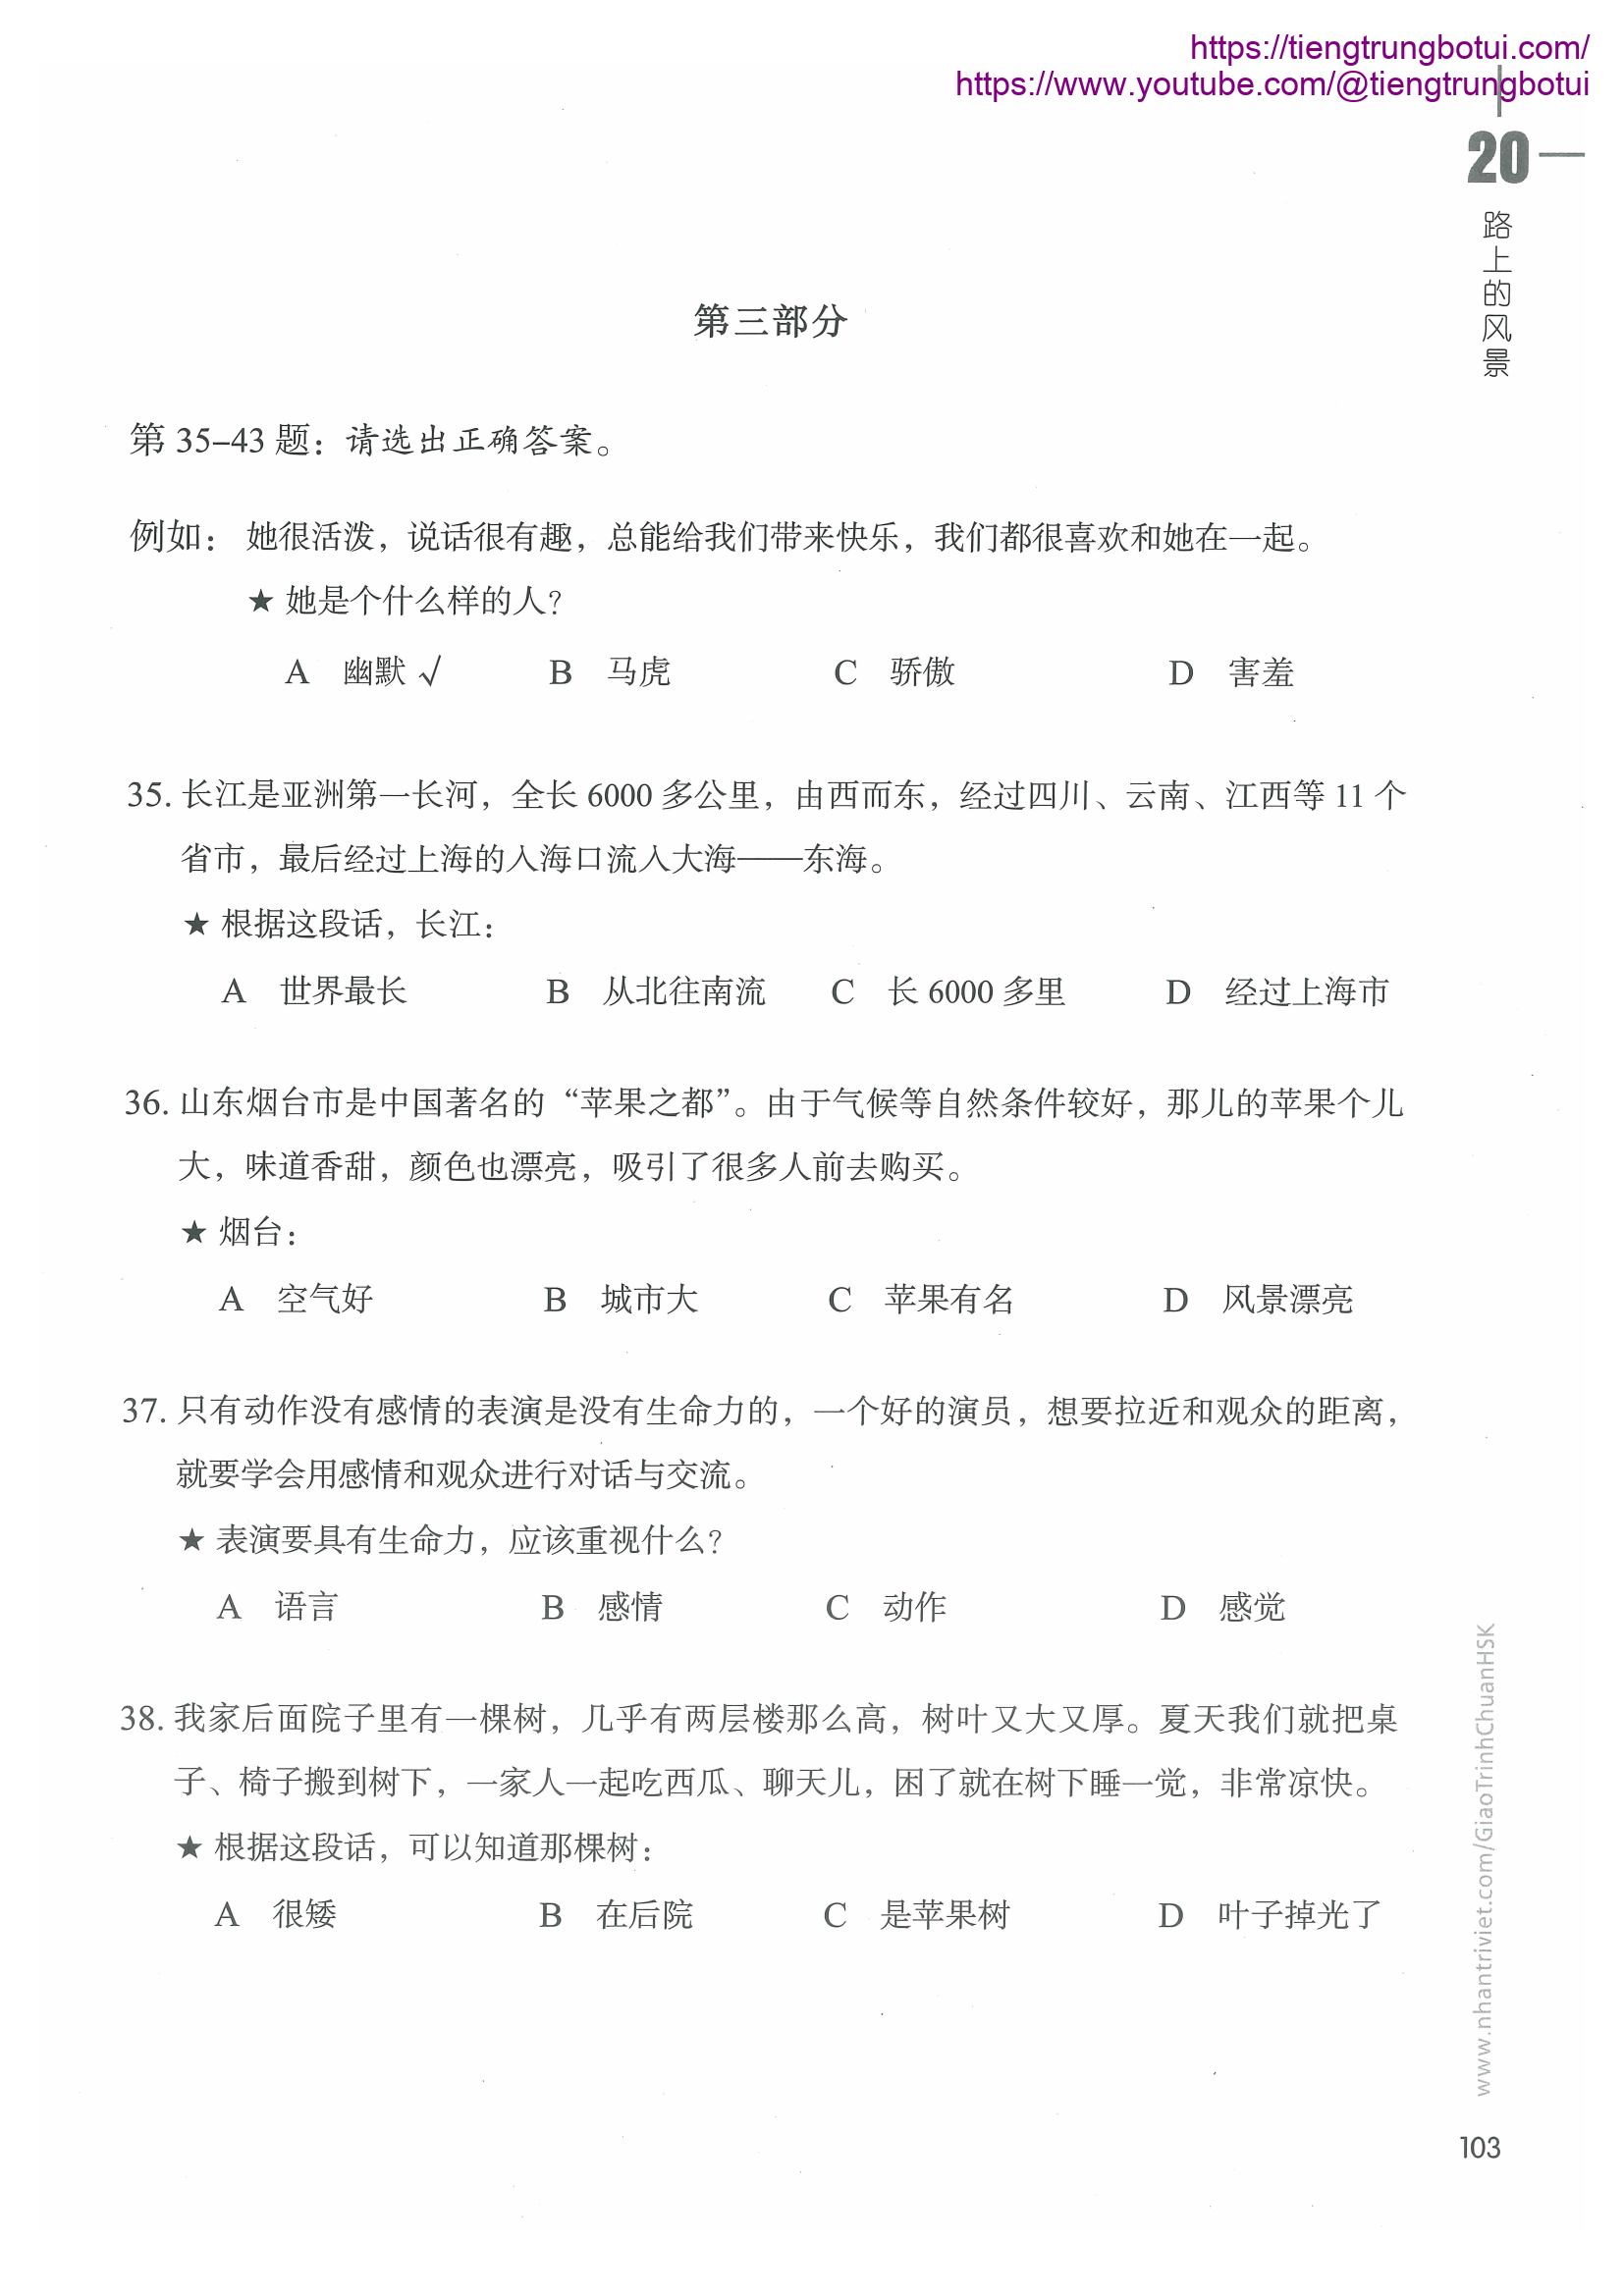 https://tiengtrungbotui.com/
https://www.youtube.com/@tiengtrungbotui
20
路上的风景
第三部分
第 35–43 题：请选出正确答案。
例如： 她很活泼，说话很有趣，总能给我们带来快乐，我们都很喜欢和她在一起。
★ 她是个什么样的人？
A 幽默 √ B 马虎 C 骄傲 D 害羞
35. 长江是亚洲第一长河，全长 6000 多公里，由西而东，经过四川、云南、江西等 11 个
省市，最后经过上海的入海口流入大海——东海。
★ 根据这段话，长江：
A 世界最长 B 从北往南流 C 长 6000 多里 D 经过上海市
36. 山东烟台市是中国著名的“苹果之都”。由于气候等自然条件较好，那儿的苹果个儿
大，味道香甜，颜色也漂亮，吸引了很多人前去购买。
★ 烟台：
A 空气好 B 城市大 C 苹果有名 D 风景漂亮
37. 只有动作没有感情的表演是没有生命力的，一个好的演员，想要拉近和观众的距离，
就要学会用感情和观众进行对话与交流。
★ 表演要具有生命力，应该重视什么？
A 语言 B 感情 C 动作 D 感觉
38. 我家后面院子里有一棵树，几乎有两层楼那么高，树叶又大又厚。夏天我们就把桌
子、椅子搬到树下，一家人一起吃西瓜、聊天儿，困了就在树下睡一觉，非常凉快。
★ 根据这段话，可以知道那棵树：
A 很矮 B 在后院 C 是苹果树 D 叶子掉光了
www.nhantriviet.com/GiaoTrinhChuanHSK
103